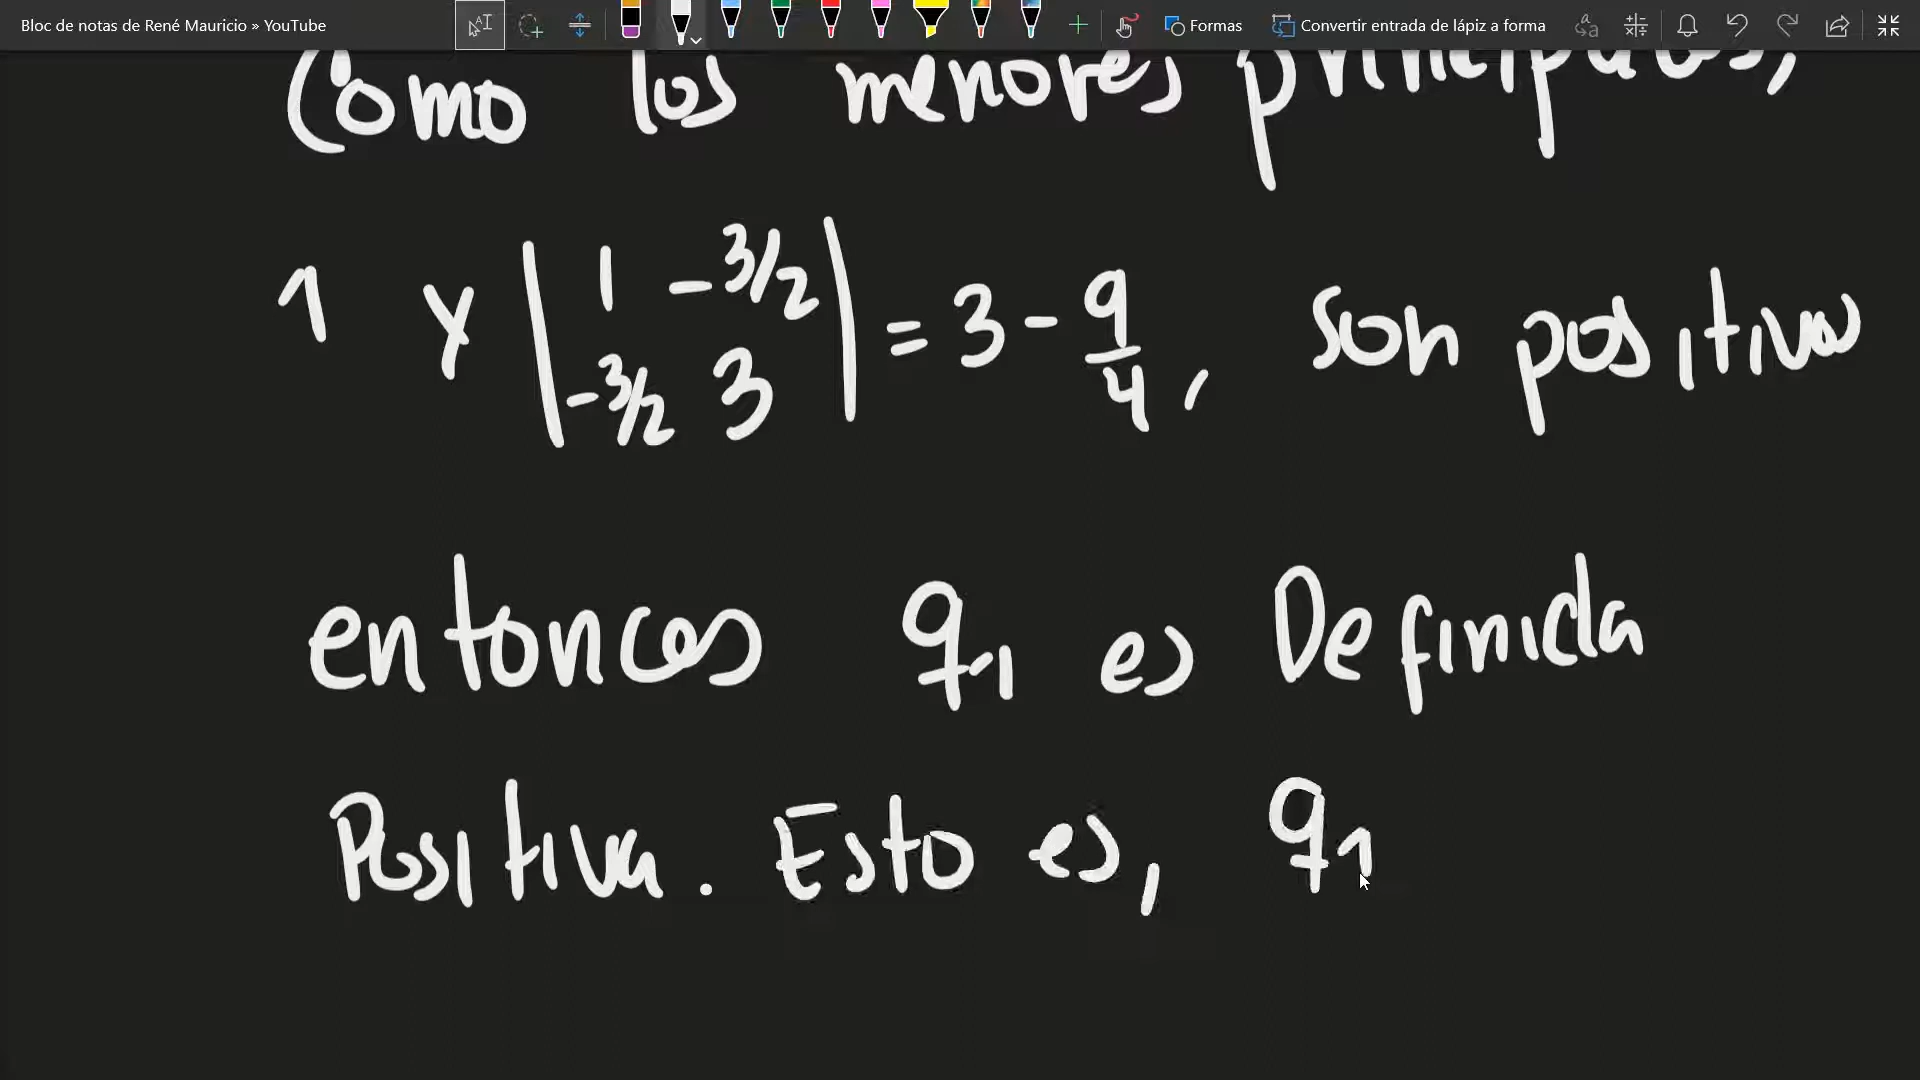 Bloc de notas de René Mauricio » YouTube
Formas
Convertir entrada de lápiz a forma
Como los menores principales,
1 y | 1 -3/2 | = 3 - 9/4, son positivos
| -3/2 3 |
entonces q1 es Definida
Positiva. Esto es, q1